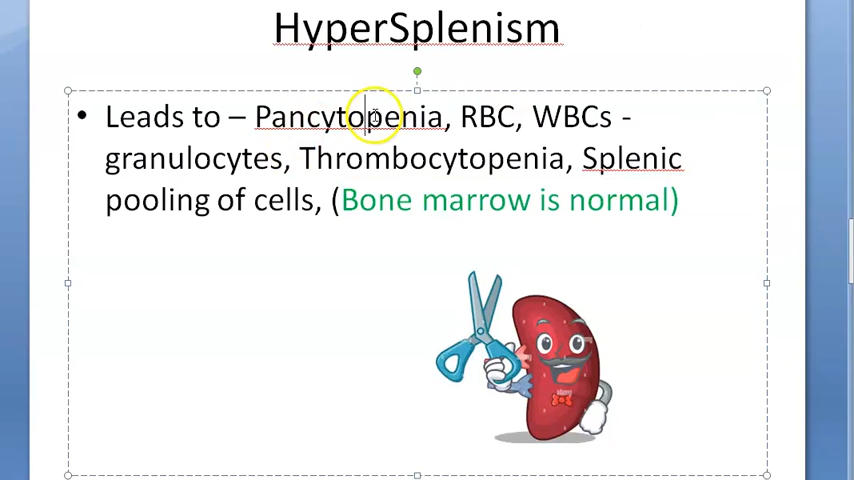 HyperSplenism
• Leads to – Pancytopenia, RBC, WBCs -
granulocytes, Thrombocytopenia, Splenic
pooling of cells, (Bone marrow is normal)